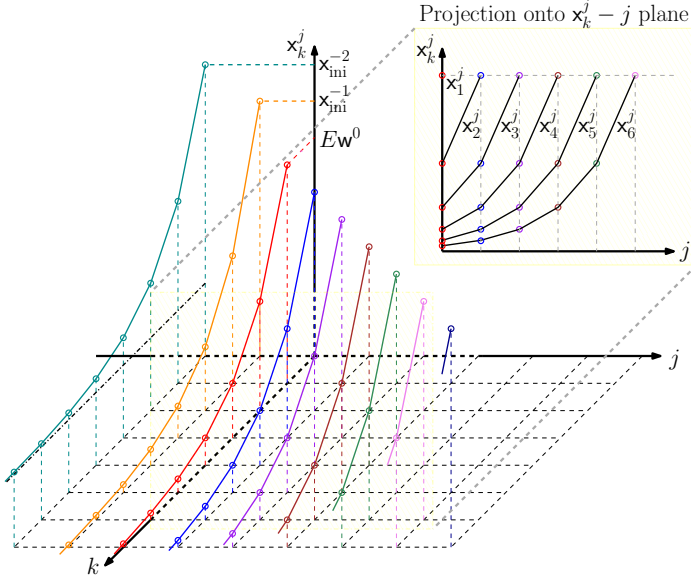 Projection onto x_k^j − j plane
x_k^j
x_ini^{-2}
x_ini^{-1}
Ew^0
j
k
x_k^j
x_1^j
x_2^j x_3^j x_4^j x_5^j x_6^j
j